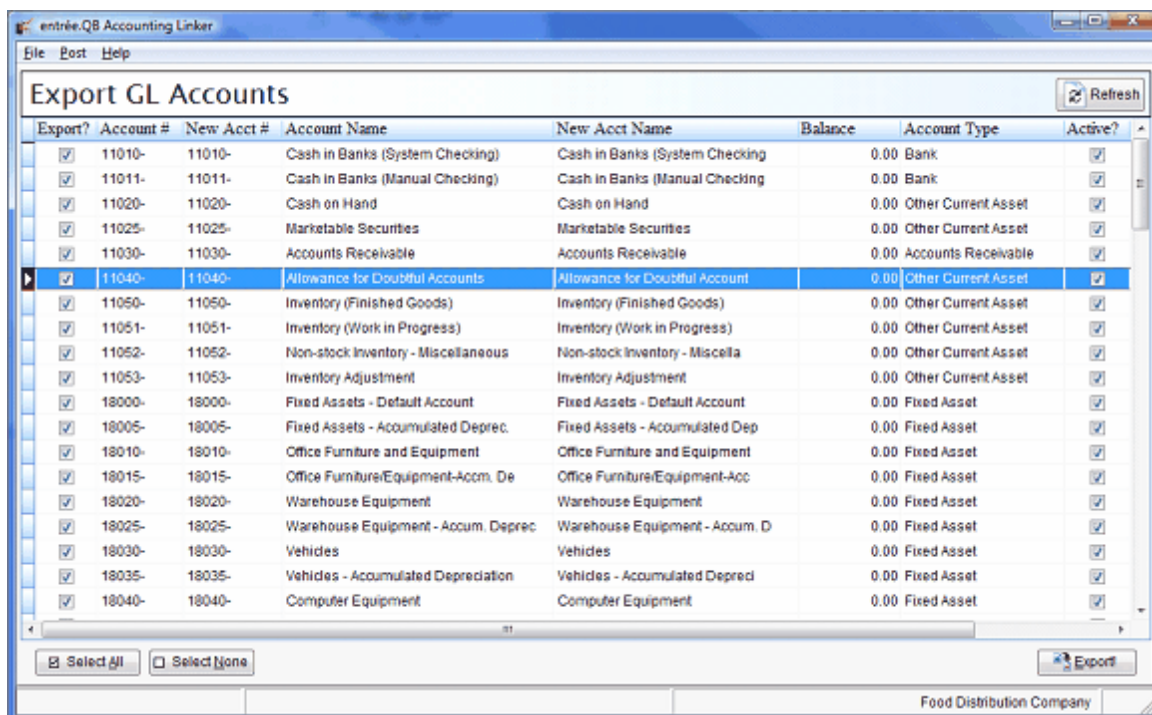 entrée.QB Accounting Linker
File Post Help
Export GL Accounts
Refresh
Export? Account # New Acct # Account Name New Acct Name Balance Account Type Active?
11010- 11010- Cash in Banks (System Checking) Cash in Banks (System Checking 0.00 Bank
11011- 11011- Cash in Banks (Manual Checking) Cash in Banks (Manual Checking 0.00 Bank
11020- 11020- Cash on Hand Cash on Hand 0.00 Other Current Asset
11025- 11025- Marketable Securities Marketable Securities 0.00 Other Current Asset
11030- 11030- Accounts Receivable Accounts Receivable 0.00 Accounts Receivable
11040- 11040- Allowance for Doubtful Accounts Allowance for Doubtful Account 0.00 Other Current Asset
11050- 11050- Inventory (Finished Goods) Inventory (Finished Goods) 0.00 Other Current Asset
11051- 11051- Inventory (Work in Progress) Inventory (Work in Progress) 0.00 Other Current Asset
11052- 11052- Non-stock Inventory - Miscellaneous Non-stock Inventory - Miscella 0.00 Other Current Asset
11053- 11053- Inventory Adjustment Inventory Adjustment 0.00 Other Current Asset
18000- 18000- Fixed Assets - Default Account Fixed Assets - Default Account 0.00 Fixed Asset
18005- 18005- Fixed Assets - Accumulated Deprec. Fixed Assets - Accumulated Dep 0.00 Fixed Asset
18010- 18010- Office Furniture and Equipment Office Furniture and Equipment 0.00 Fixed Asset
18015- 18015- Office Furniture/Equipment-Accm. De Office Furniture/Equipment-Acc 0.00 Fixed Asset
18020- 18020- Warehouse Equipment Warehouse Equipment 0.00 Fixed Asset
18025- 18025- Warehouse Equipment - Accum. Deprec Warehouse Equipment - Accum. D 0.00 Fixed Asset
18030- 18030- Vehicles Vehicles 0.00 Fixed Asset
18035- 18035- Vehicles - Accumulated Depreciation Vehicles - Accumulated Depreci 0.00 Fixed Asset
18040- 18040- Computer Equipment Computer Equipment 0.00 Fixed Asset
Select All Select None Export!
Food Distribution Company